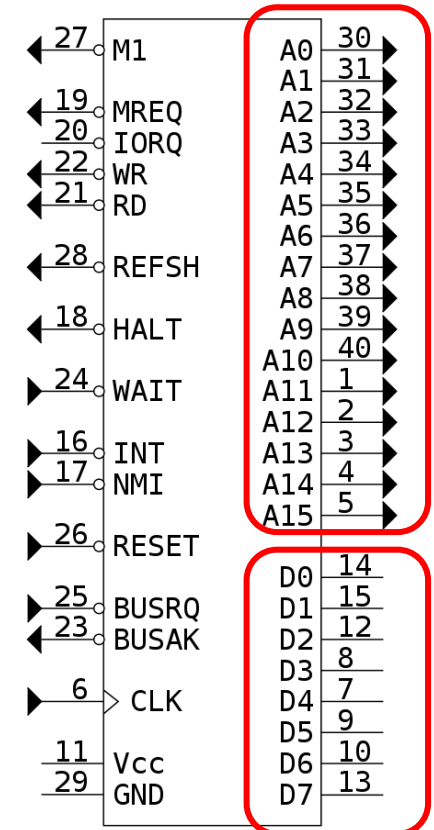 27 M1 A0 30
A1 31
19 MREQ A2 32
20 IORQ A3 33
22 WR A4 34
21 RD A5 35
A6 36
28 REFSH A7 37
A8 38
18 HALT A9 39
A10 40
24 WAIT A11 1
A12 2
16 INT A13 3
17 NMI A14 4
A15 5
26 RESET
D0 14
25 BUSRQ D1 15
23 BUSAK D2 12
D3 8
6 CLK D4 7
D5 9
11 Vcc D6 10
29 GND D7 13